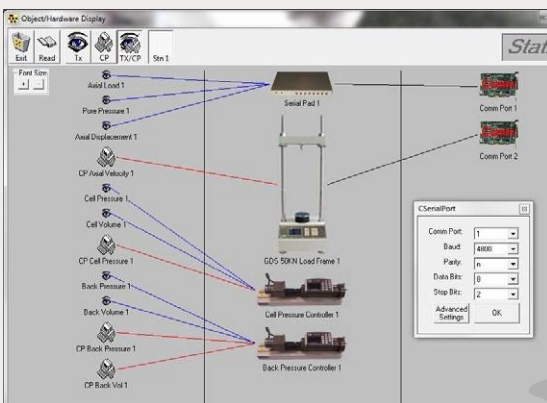 Object/Hardware Display
Exit Read Tx CP TX/CP Stn 1
Stat
Font Size
+ -
Axial Load 1
Pore Pressure 1
Axial Displacement 1
CP Axial Velocity 1
Cell Pressure 1
Cell Volume 1
CP Cell Pressure 1
Back Pressure 1
Back Volume 1
CP Back Pressure 1
CP Back Vol 1
Serial Pad 1
GDS 50KN Load Frame 1
Cell Pressure Controller 1
Back Pressure Controller 1
Comm Port 1
Comm Port 2
CSerialPort
Comm Port: 1
Baud: 4800
Parity: n
Data Bits: 8
Stop Bits: 2
Advanced
Settings
OK